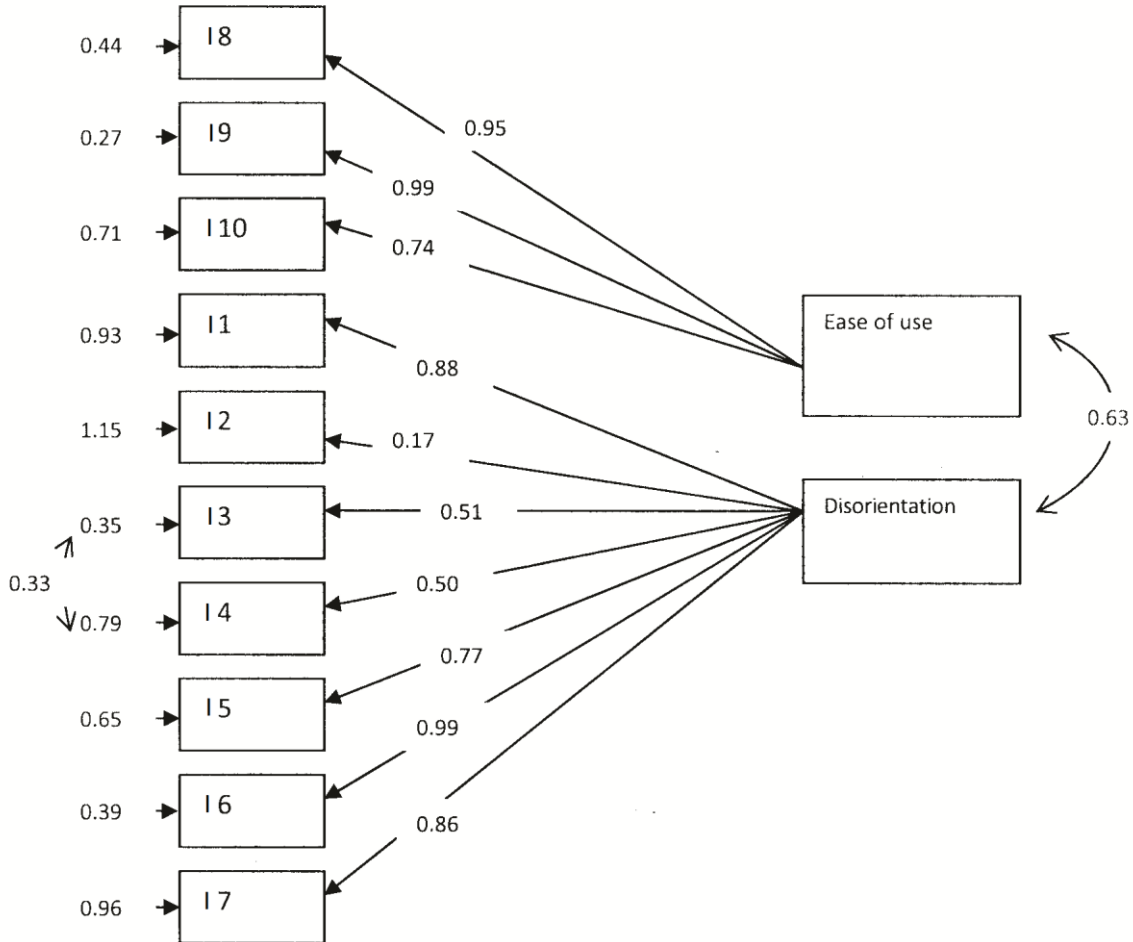 0.44 I8
0.27 I9
0.95
0.99
0.71 I10
0.74
0.93 I1
Ease of use
0.88
0.63
1.15 I2
0.17
0.35 I3
0.51
Disorientation
0.33
0.79 I4
0.50
0.77
0.65 I5
0.99
0.39 I6
0.86
0.96 I7